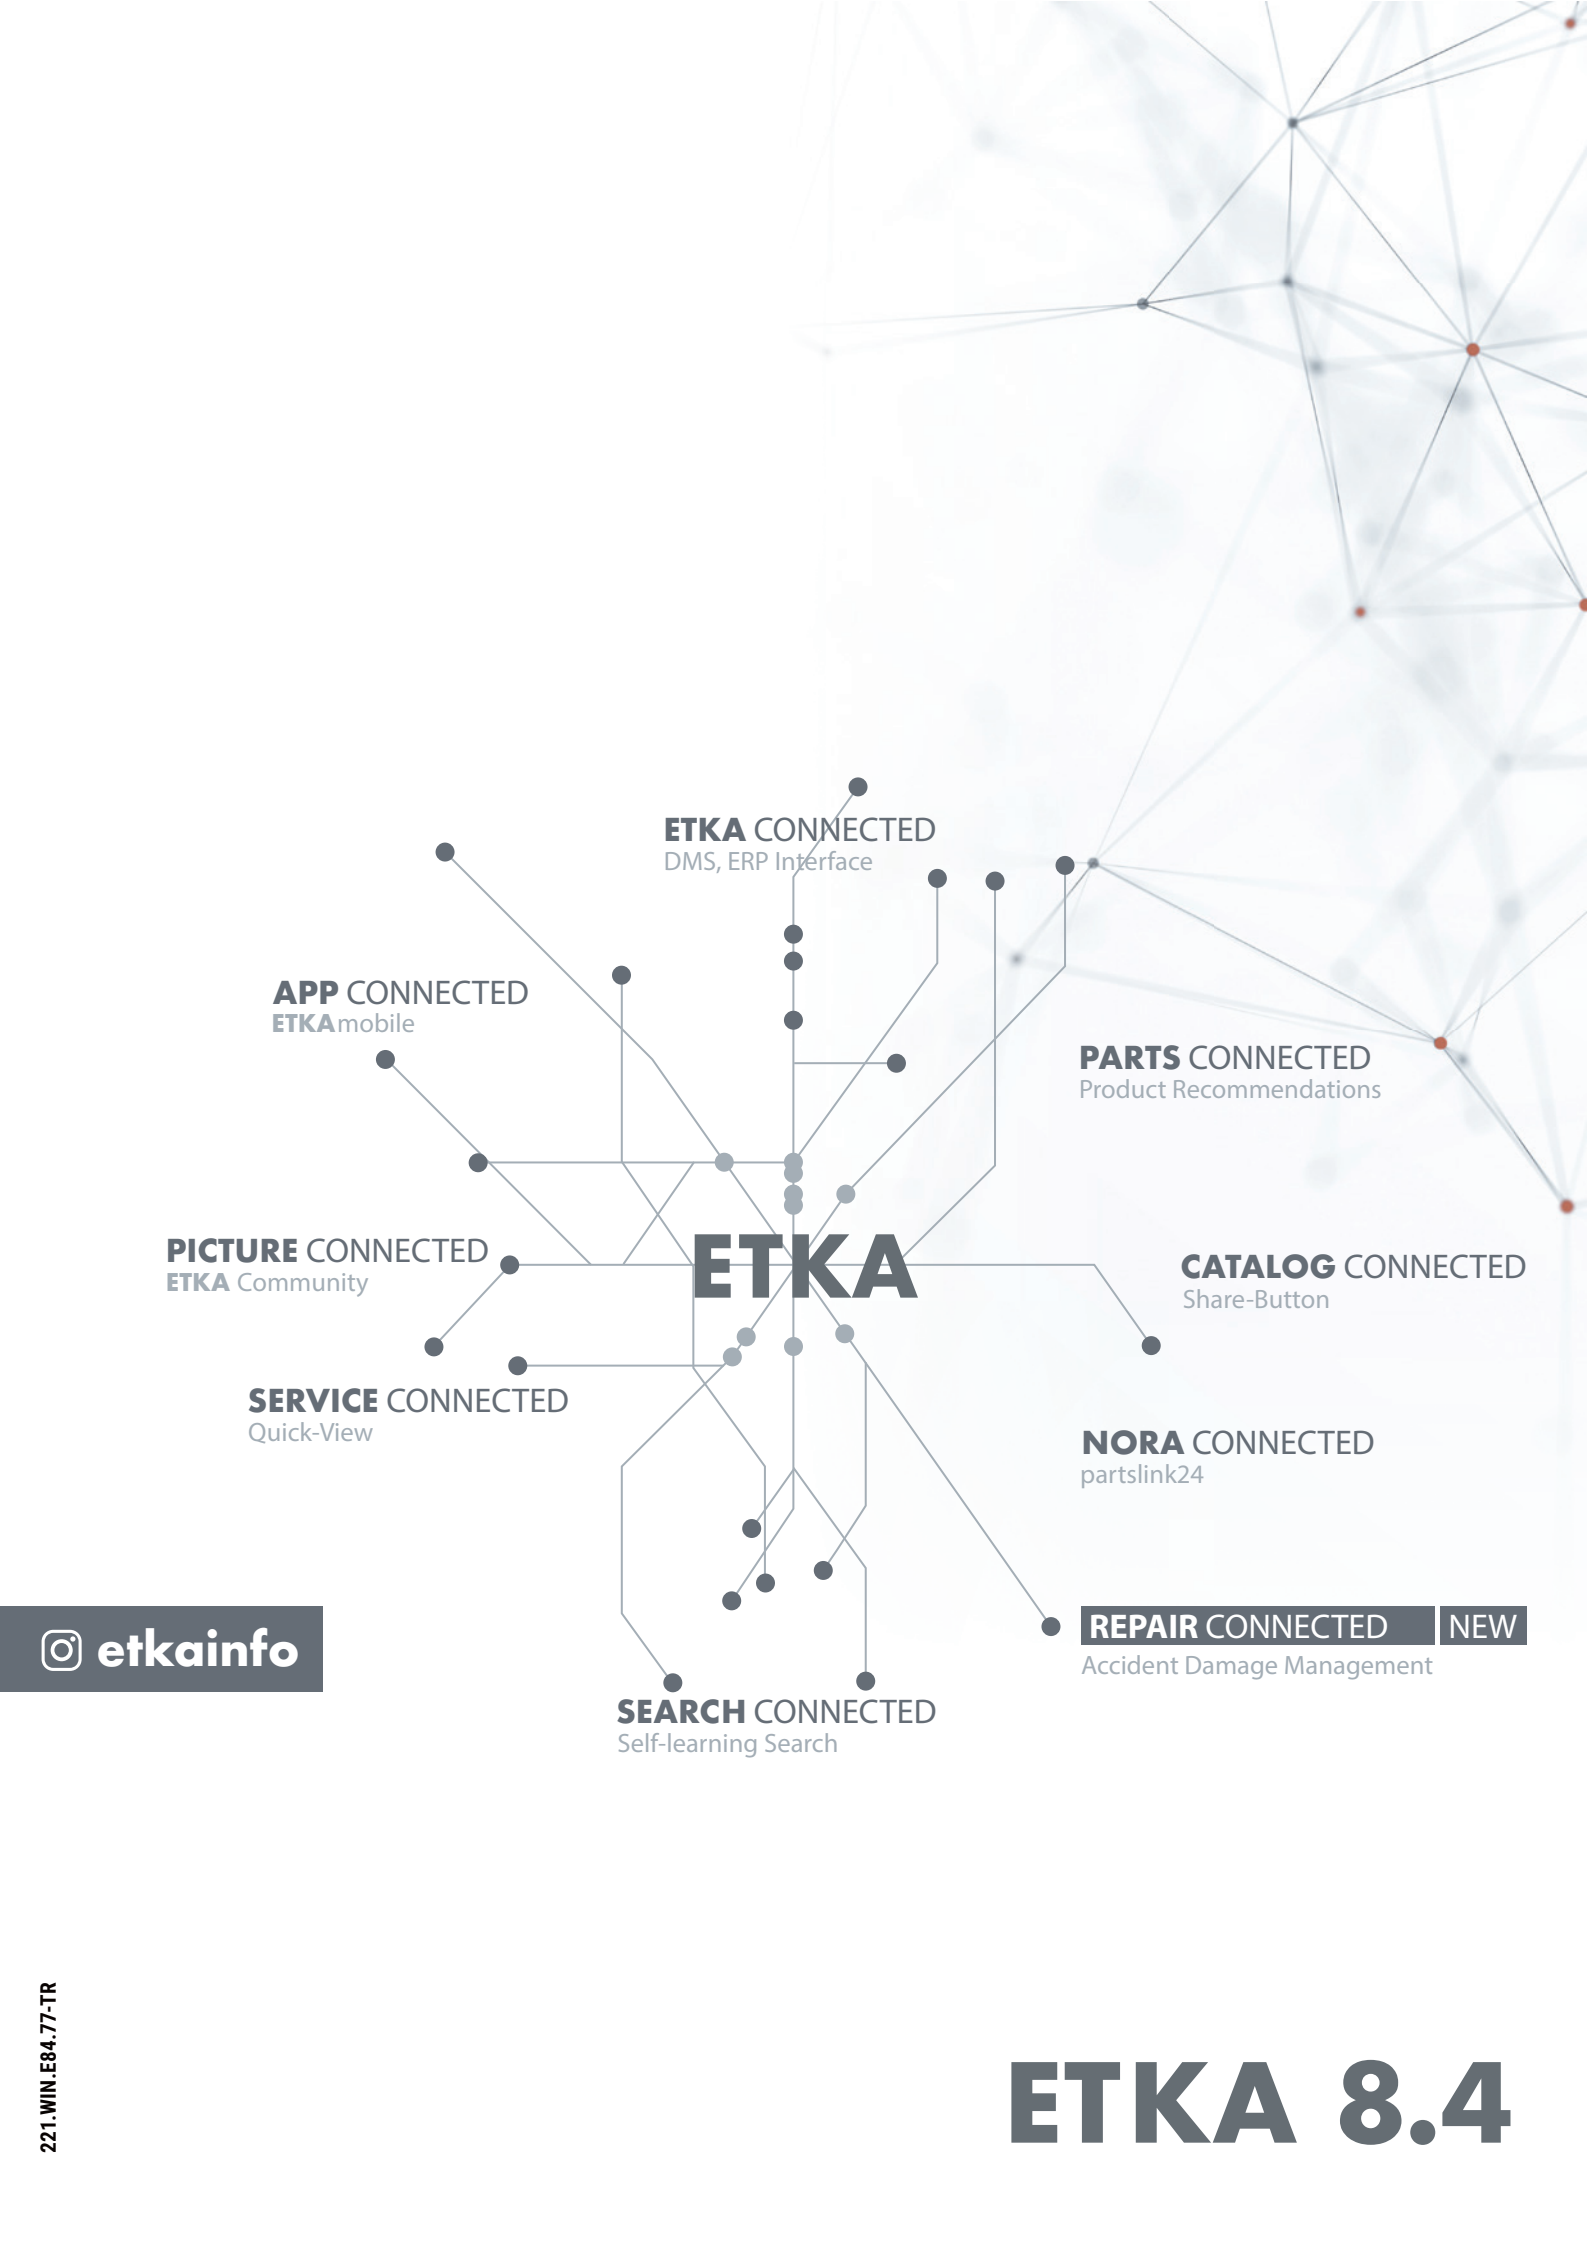 ETKA CONNECTED
DMS, ERP Interface
APP CONNECTED
ETKAmobile
PARTS CONNECTED
Product Recommendations
PICTURE CONNECTED
ETKA Community
ETKA
CATALOG CONNECTED
Share-Button
SERVICE CONNECTED
Quick-View
NORA CONNECTED
partslink24
etkainfo
REPAIR CONNECTED NEW
Accident Damage Management
SEARCH CONNECTED
Self-learning Search
221.WIN.E84.77-TR
ETKA 8.4